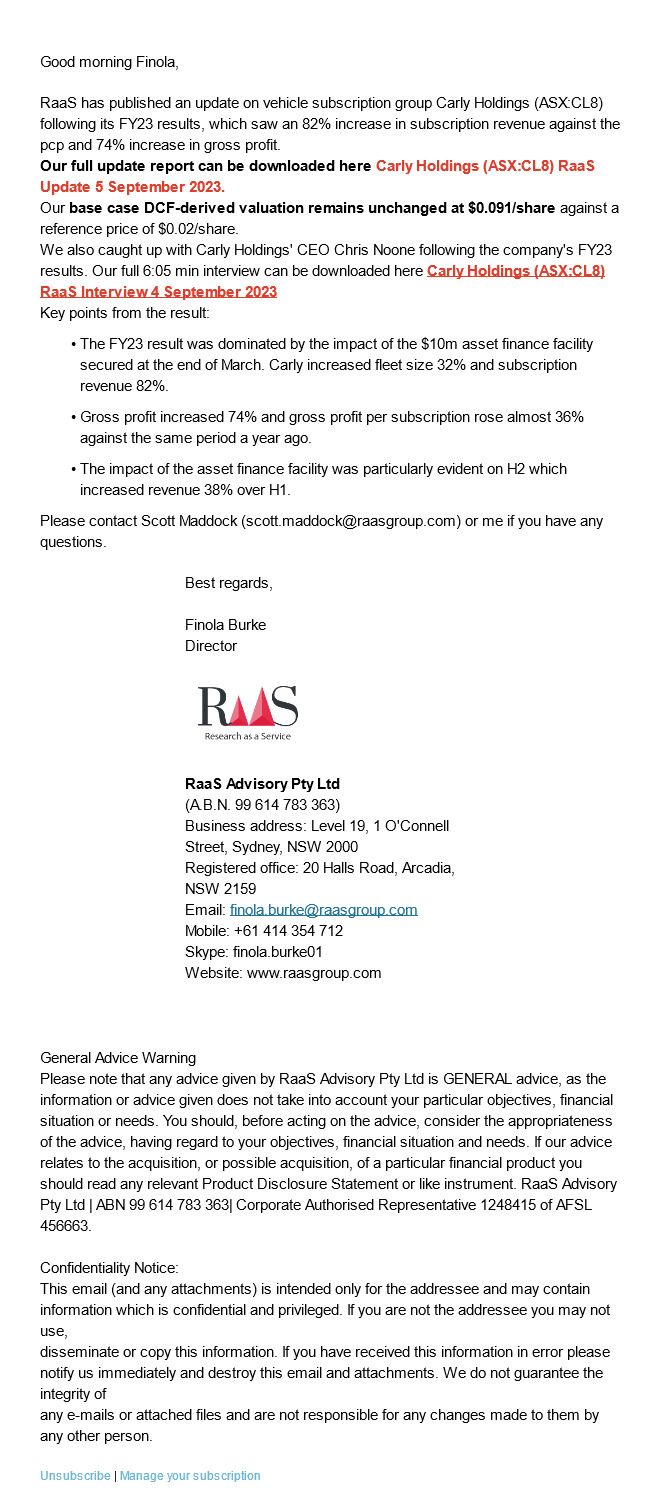 Good morning Finola,
RaaS has published an update on vehicle subscription group Carly Holdings (ASX:CL8)
following its FY23 results, which saw an 82% increase in subscription revenue against the
pcp and 74% increase in gross profit.
Our full update report can be downloaded here Carly Holdings (ASX:CL8) RaaS
Update 5 September 2023.
Our base case DCF-derived valuation remains unchanged at $0.091/share against a
reference price of $0.02/share.
We also caught up with Carly Holdings' CEO Chris Noone following the company's FY23
results. Our full 6:05 min interview can be downloaded here Carly Holdings (ASX:CL8)
RaaS Interview 4 September 2023
Key points from the result:
• The FY23 result was dominated by the impact of the $10m asset finance facility
secured at the end of March. Carly increased fleet size 32% and subscription
revenue 82%.
• Gross profit increased 74% and gross profit per subscription rose almost 36%
against the same period a year ago.
• The impact of the asset finance facility was particularly evident on H2 which
increased revenue 38% over H1.
Please contact Scott Maddock (scott.maddock@raasgroup.com) or me if you have any
questions.
Best regards,
Finola Burke
Director
RAAS
Research as a Service
RaaS Advisory Pty Ltd
(A.B.N. 99 614 783 363)
Business address: Level 19, 1 O'Connell
Street, Sydney, NSW 2000
Registered office: 20 Halls Road, Arcadia,
NSW 2159
Email: finola.burke@raasgroup.com
Mobile: +61 414 354 712
Skype: finola.burke01
Website: www.raasgroup.com
General Advice Warning
Please note that any advice given by RaaS Advisory Pty Ltd is GENERAL advice, as the
information or advice given does not take into account your particular objectives, financial
situation or needs. You should, before acting on the advice, consider the appropriateness
of the advice, having regard to your objectives, financial situation and needs. If our advice
relates to the acquisition, or possible acquisition, of a particular financial product you
should read any relevant Product Disclosure Statement or like instrument. RaaS Advisory
Pty Ltd | ABN 99 614 783 363| Corporate Authorised Representative 1248415 of AFSL
456663.
Confidentiality Notice:
This email (and any attachments) is intended only for the addressee and may contain
information which is confidential and privileged. If you are not the addressee you may not
use,
disseminate or copy this information. If you have received this information in error please
notify us immediately and destroy this email and attachments. We do not guarantee the
integrity of
any e-mails or attached files and are not responsible for any changes made to them by
any other person.
Unsubscribe | Manage your subscription